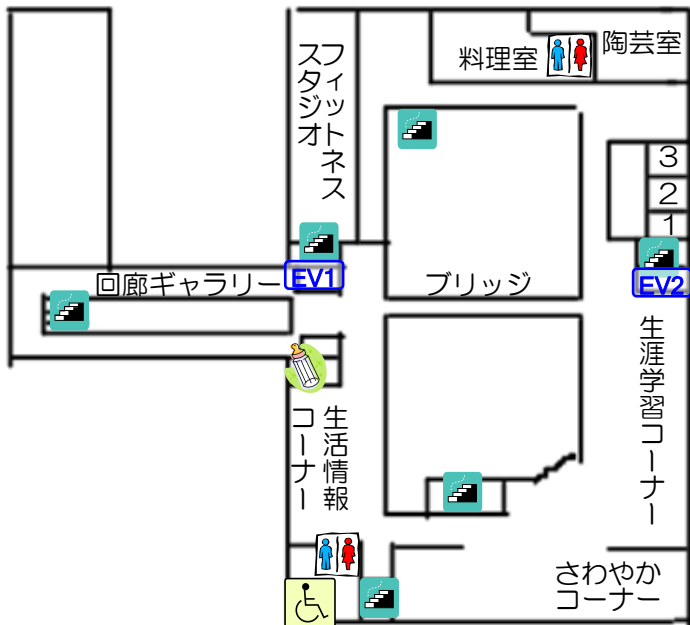 料理室
陶芸室
フィットネス
スタジオ
3
2
1
EV1
EV2
回廊ギャラリー
ブリッジ
生涯学習コーナー
生活情報
コーナー
さわやか
コーナー